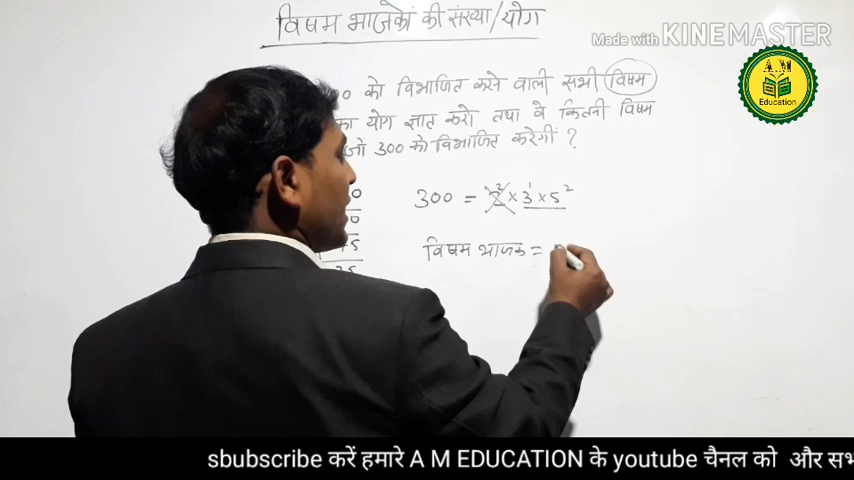 विषम भाजकों की संख्या/योग
Made with KINEMASTER
0 को विभाजित करने वाली सभी विषम
का योग ज्ञात करो तथा वे कितनी विषम
जो 300 को विभाजित करेगीं ?
A M
Education
300 = 2² × 3¹ × 5²
विषम भाजक =
sbubscribe करें हमारे A M EDUCATION के youtube चैनल को और सभ